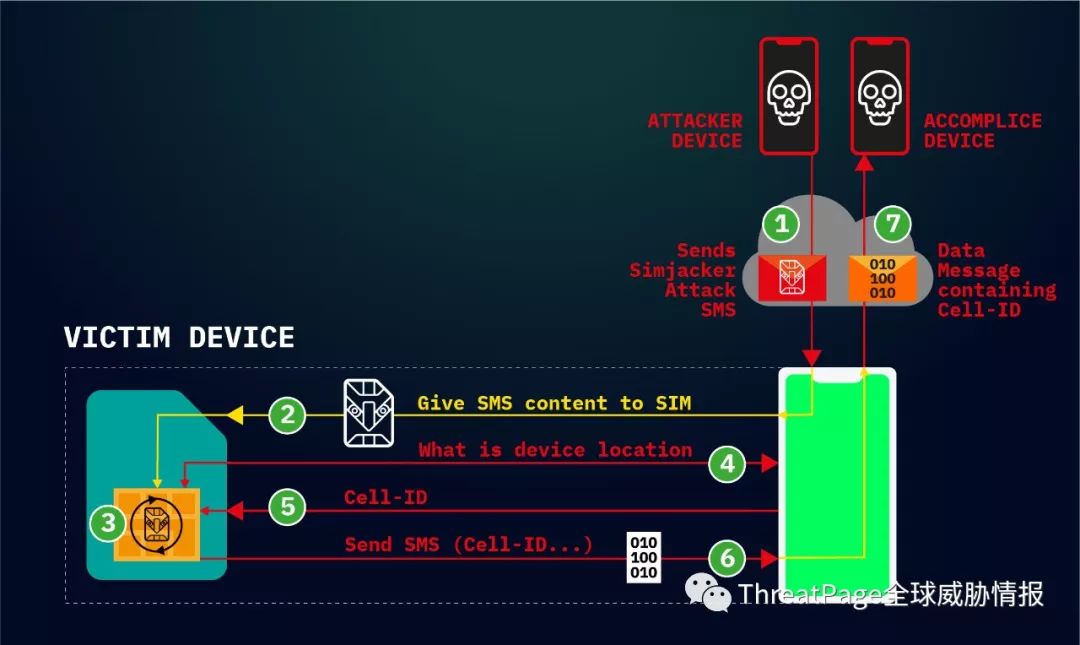 ATTACKER
DEVICE
ACCOMPLICE
DEVICE
1
7
Sends
Simjacker
Attack
SMS
010
100
010
Data
Message
containing
Cell-ID
VICTIM DEVICE
2
Give SMS content to SIM
What is device location
4
Cell-ID
5
3
Send SMS (Cell-ID...)
010
100
010
6
ThreatPage全球威胁情报